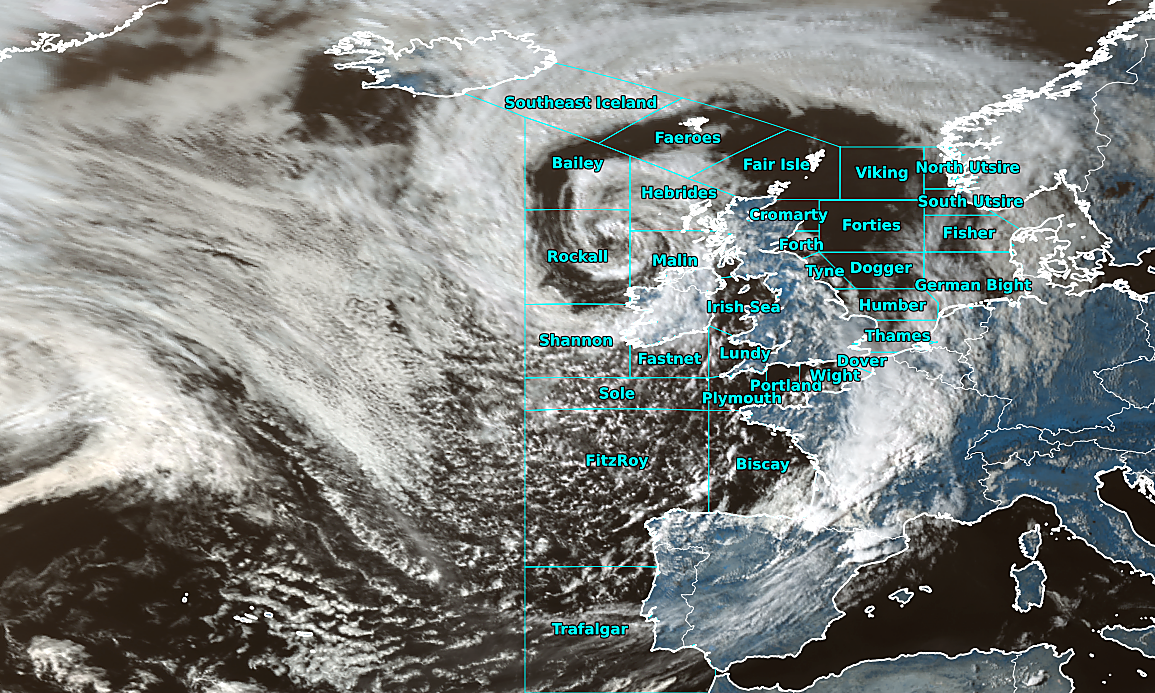 Southeast Iceland
Faeroes
Bailey
Fair Isle
Viking
North Utsire
Hebrides
South Utsire
Cromarty
Forties
Fisher
Forth
Rockall
Malin
Tyne
Dogger
German Bight
Irish Sea
Humber
Shannon
Thames
Fastnet
Lundy
Dover
Wight
Portland
Sole
Plymouth
FitzRoy
Biscay
Trafalgar